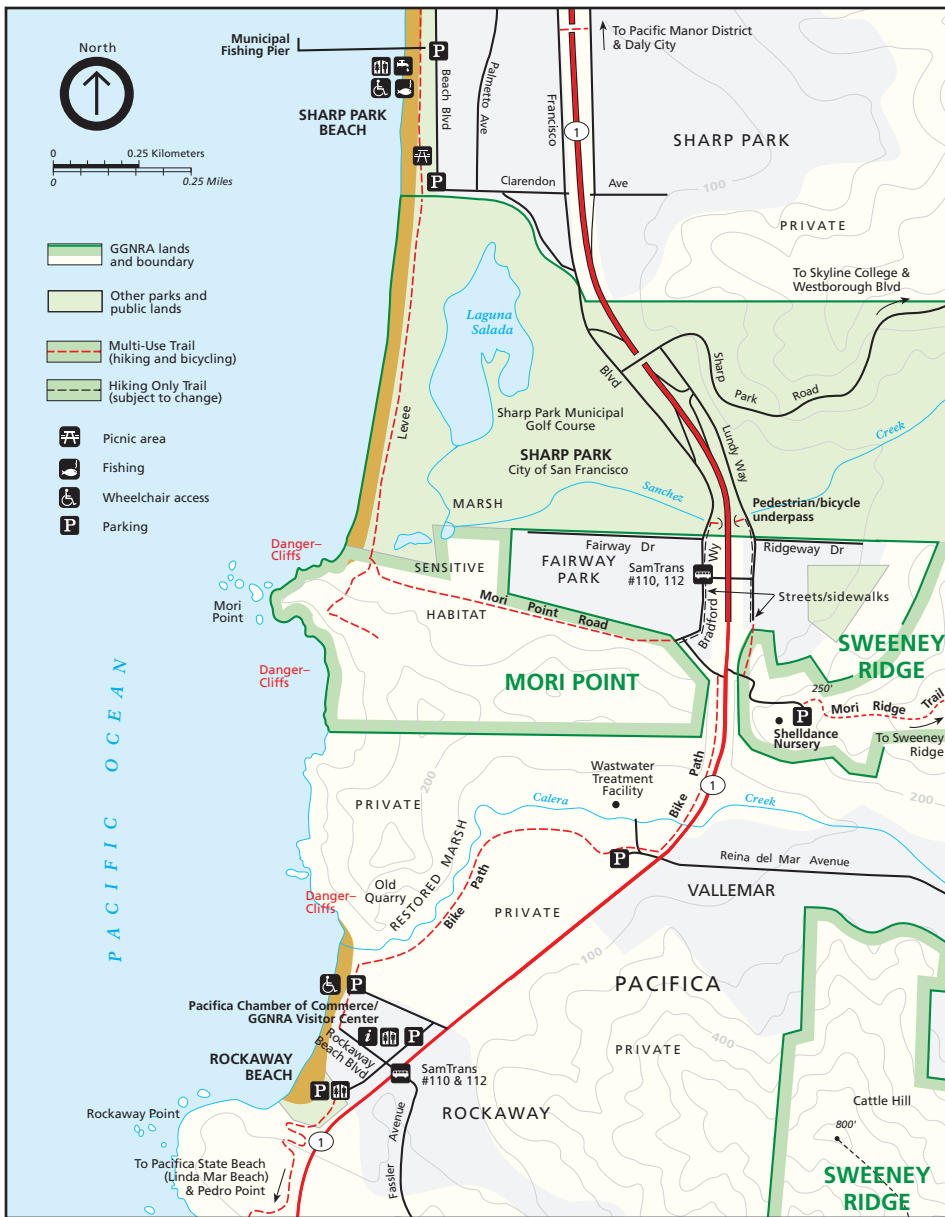 North
0 0.25 Kilometers
0 0.25 Miles
GGNRA lands
and boundary
Other parks and
public lands
Multi-Use Trail
(hiking and bicycling)
Hiking Only Trail
(subject to change)
Picnic area
Fishing
Wheelchair access
P Parking
Municipal
Fishing Pier
P
SHARP PARK
BEACH
P
Beach Blvd
Palmetto Ave
Francisco
Blvd
1
To Pacific Manor District
& Daly City
SHARP PARK
100
Clarendon Ave
PRIVATE
To Skyline College &
Westborough Blvd
Laguna
Salada
Levee
Sharp Park Road
Sharp Park Municipal
Golf Course
SHARP PARK
City of San Francisco
Lundy Way
Sanchez Creek
MARSH
Pedestrian/bicycle
underpass
Danger–
Cliffs
Mori
Point
SENSITIVE
HABITAT
Fairway Dr
FAIRWAY
PARK
Bradford Wy
Ridgeway Dr
SamTrans
#110, 112
Streets/sidewalks
Mori Point Road
SWEENEY
RIDGE
Danger–
Cliffs
MORI POINT
250'
Mori Ridge Trail
P
Shelldance
Nursery
To Sweeney
Ridge
200
PACIFIC OCEAN
PRIVATE
200
Wastwater
Treatment
Facility
Bike Path
1
Calera Creek
RESTORED MARSH
Old
Quarry
Bike Path
P
Reina del Mar Avenue
VALLEMAR
Danger–
Cliffs
PRIVATE
100
PACIFICA
P
Pacifica Chamber of Commerce/
GGNRA Visitor Center
i
P
Rockaway
Beach Blvd
400
PRIVATE
ROCKAWAY
BEACH
P
SamTrans
#110 & 112
Rockaway Point
ROCKAWAY
Fassler Avenue
Cattle Hill
800'
1
To Pacifica State Beach
(Linda Mar Beach)
& Pedro Point
SWEENEY
RIDGE